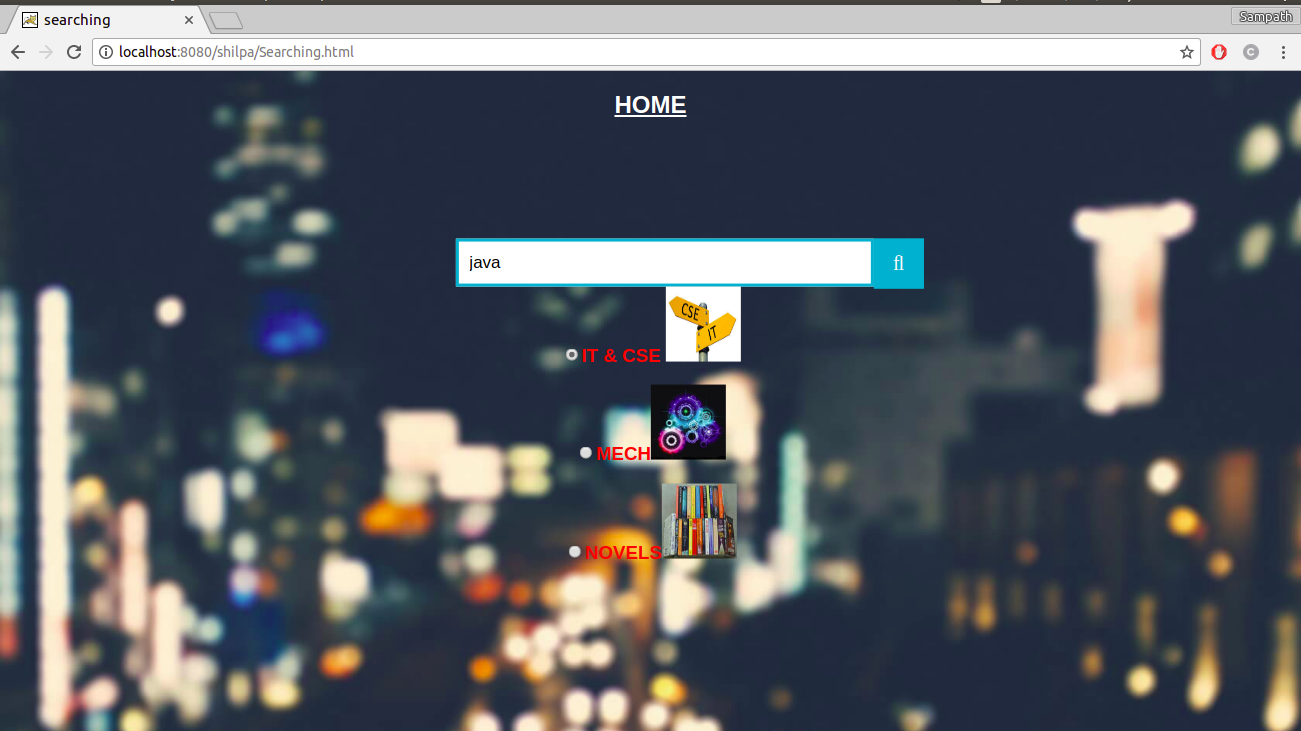 searching
Sampath
localhost:8080/shilpa/Searching.html
HOME
java
ﬂ
CSE
IT
IT & CSE
MECH
NOVELS